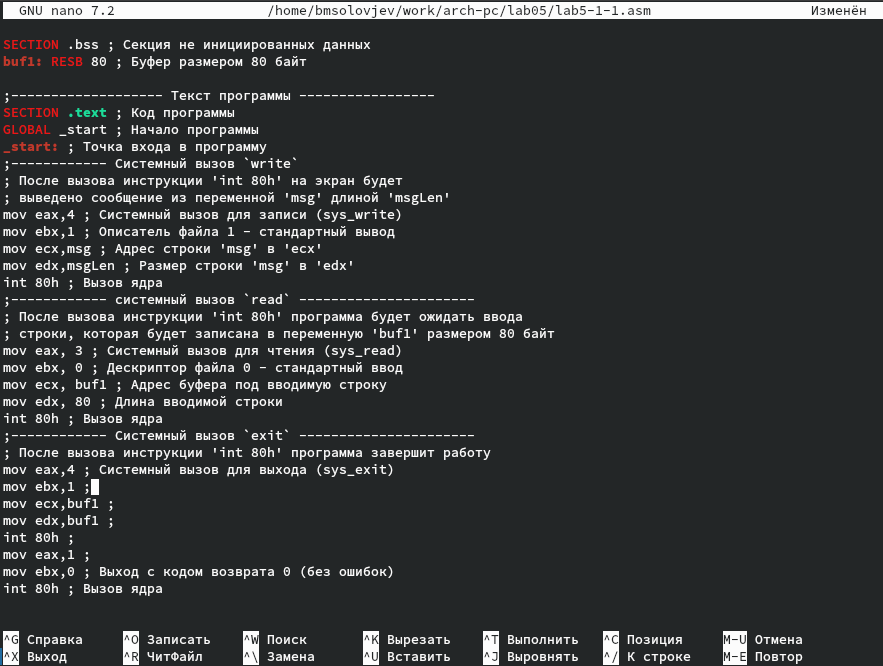 GNU nano 7.2 /home/bmsolovjev/work/arch-pc/lab05/lab5-1-1.asm Изменён
SECTION .bss ; Секция не инициированных данных
buf1: RESB 80 ; Буфер размером 80 байт
;------------------- Текст программы -----------------
SECTION .text ; Код программы
GLOBAL _start ; Начало программы
_start: ; Точка входа в программу
;------------ Системный вызов `write`
; После вызова инструкции 'int 80h' на экран будет
; выведено сообщение из переменной 'msg' длиной 'msgLen'
mov eax,4 ; Системный вызов для записи (sys_write)
mov ebx,1 ; Описатель файла 1 - стандартный вывод
mov ecx,msg ; Адрес строки 'msg' в 'ecx'
mov edx,msgLen ; Размер строки 'msg' в 'edx'
int 80h ; Вызов ядра
;------------ системный вызов `read` ----------------------
; После вызова инструкции 'int 80h' программа будет ожидать ввода
; строки, которая будет записана в переменную 'buf1' размером 80 байт
mov eax, 3 ; Системный вызов для чтения (sys_read)
mov ebx, 0 ; Дескриптор файла 0 - стандартный ввод
mov ecx, buf1 ; Адрес буфера под вводимую строку
mov edx, 80 ; Длина вводимой строки
int 80h ; Вызов ядра
;------------ Системный вызов `exit` ----------------------
; После вызова инструкции 'int 80h' программа завершит работу
mov eax,4 ; Системный вызов для выхода (sys_exit)
mov ebx,1 ;
mov ecx,buf1 ;
mov edx,buf1 ;
int 80h ;
mov eax,1 ;
mov ebx,0 ; Выход с кодом возврата 0 (без ошибок)
int 80h ; Вызов ядра
^G Справка ^O Записать ^W Поиск ^K Вырезать ^T Выполнить ^C Позиция M-U Отмена
^X Выход ^R ЧитФайл ^\ Замена ^U Вставить ^J Выровнять ^/ К строке M-E Повтор